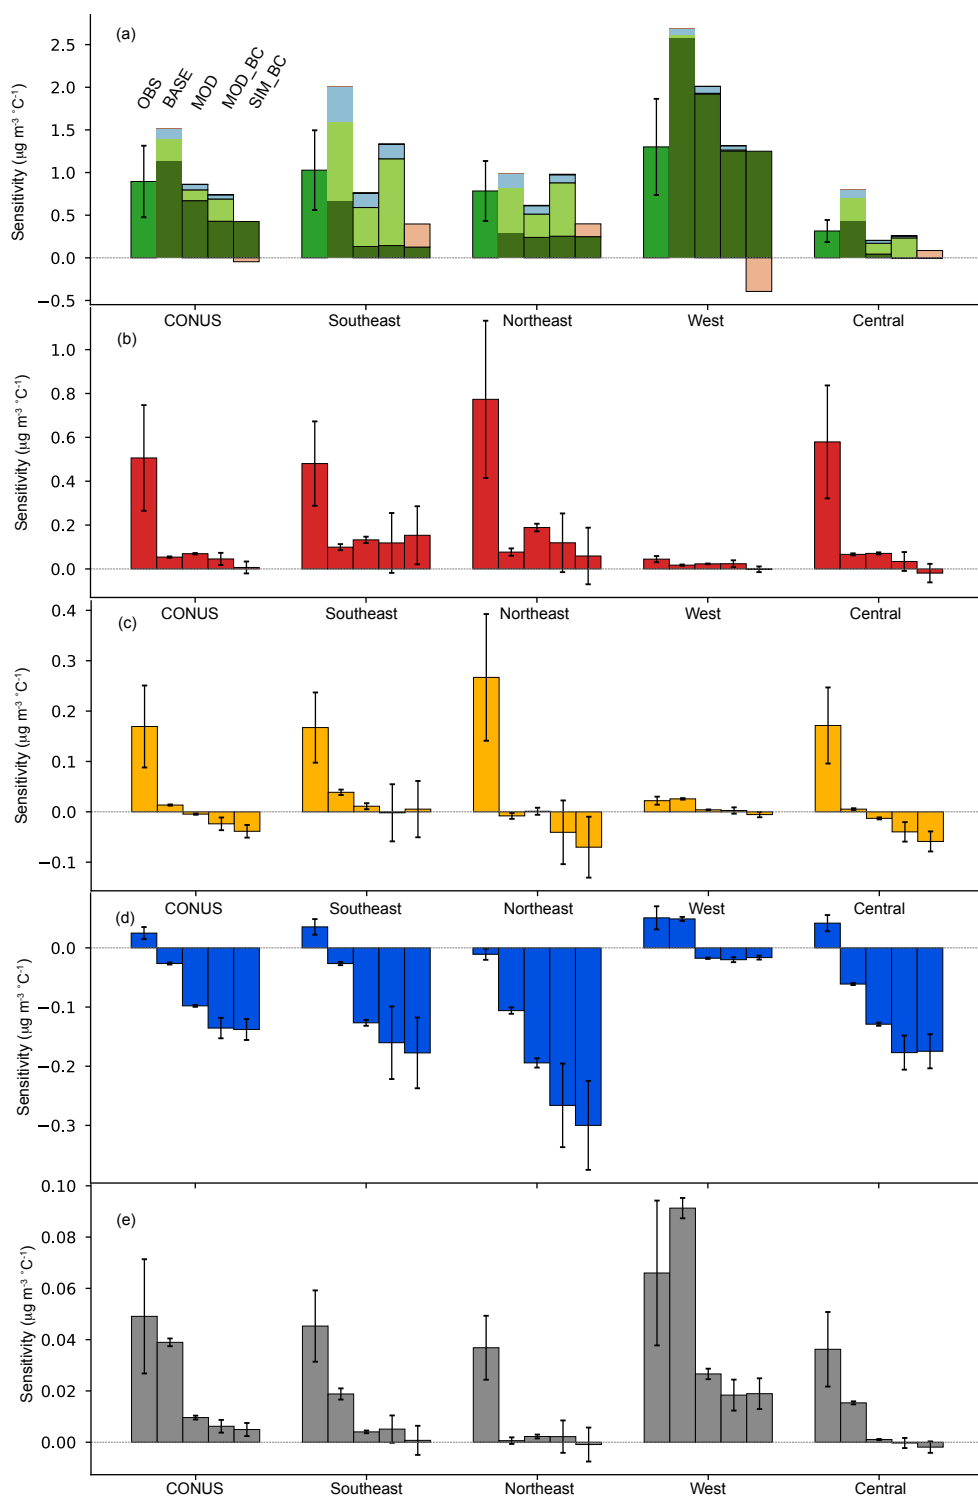 (a)
OBS BASE MOD MOD_BC SIM_BC
Sensitivity (μg m⁻³ °C⁻¹)
2.5
2.0
1.5
1.0
0.5
0.0
−0.5
CONUS Southeast Northeast West Central
(b)
Sensitivity (μg m⁻³ °C⁻¹)
1.0
0.8
0.6
0.4
0.2
0.0
CONUS Southeast Northeast West Central
(c)
Sensitivity (μg m⁻³ °C⁻¹)
0.4
0.3
0.2
0.1
0.0
−0.1
CONUS Southeast Northeast West Central
(d)
Sensitivity (μg m⁻³ °C⁻¹)
0.0
−0.1
−0.2
−0.3
(e)
Sensitivity (μg m⁻³ °C⁻¹)
0.10
0.08
0.06
0.04
0.02
0.00
CONUS Southeast Northeast West Central